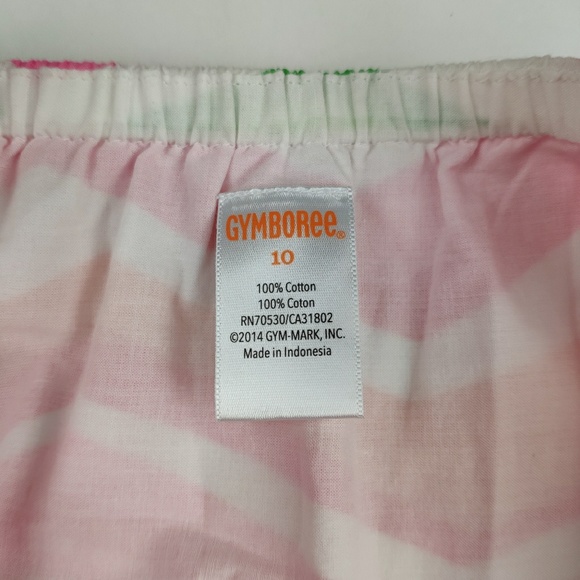 GYMBOREE®
10
100% Cotton
100% Coton
RN70530/CA31802
©2014 GYM-MARK, INC.
Made in Indonesia